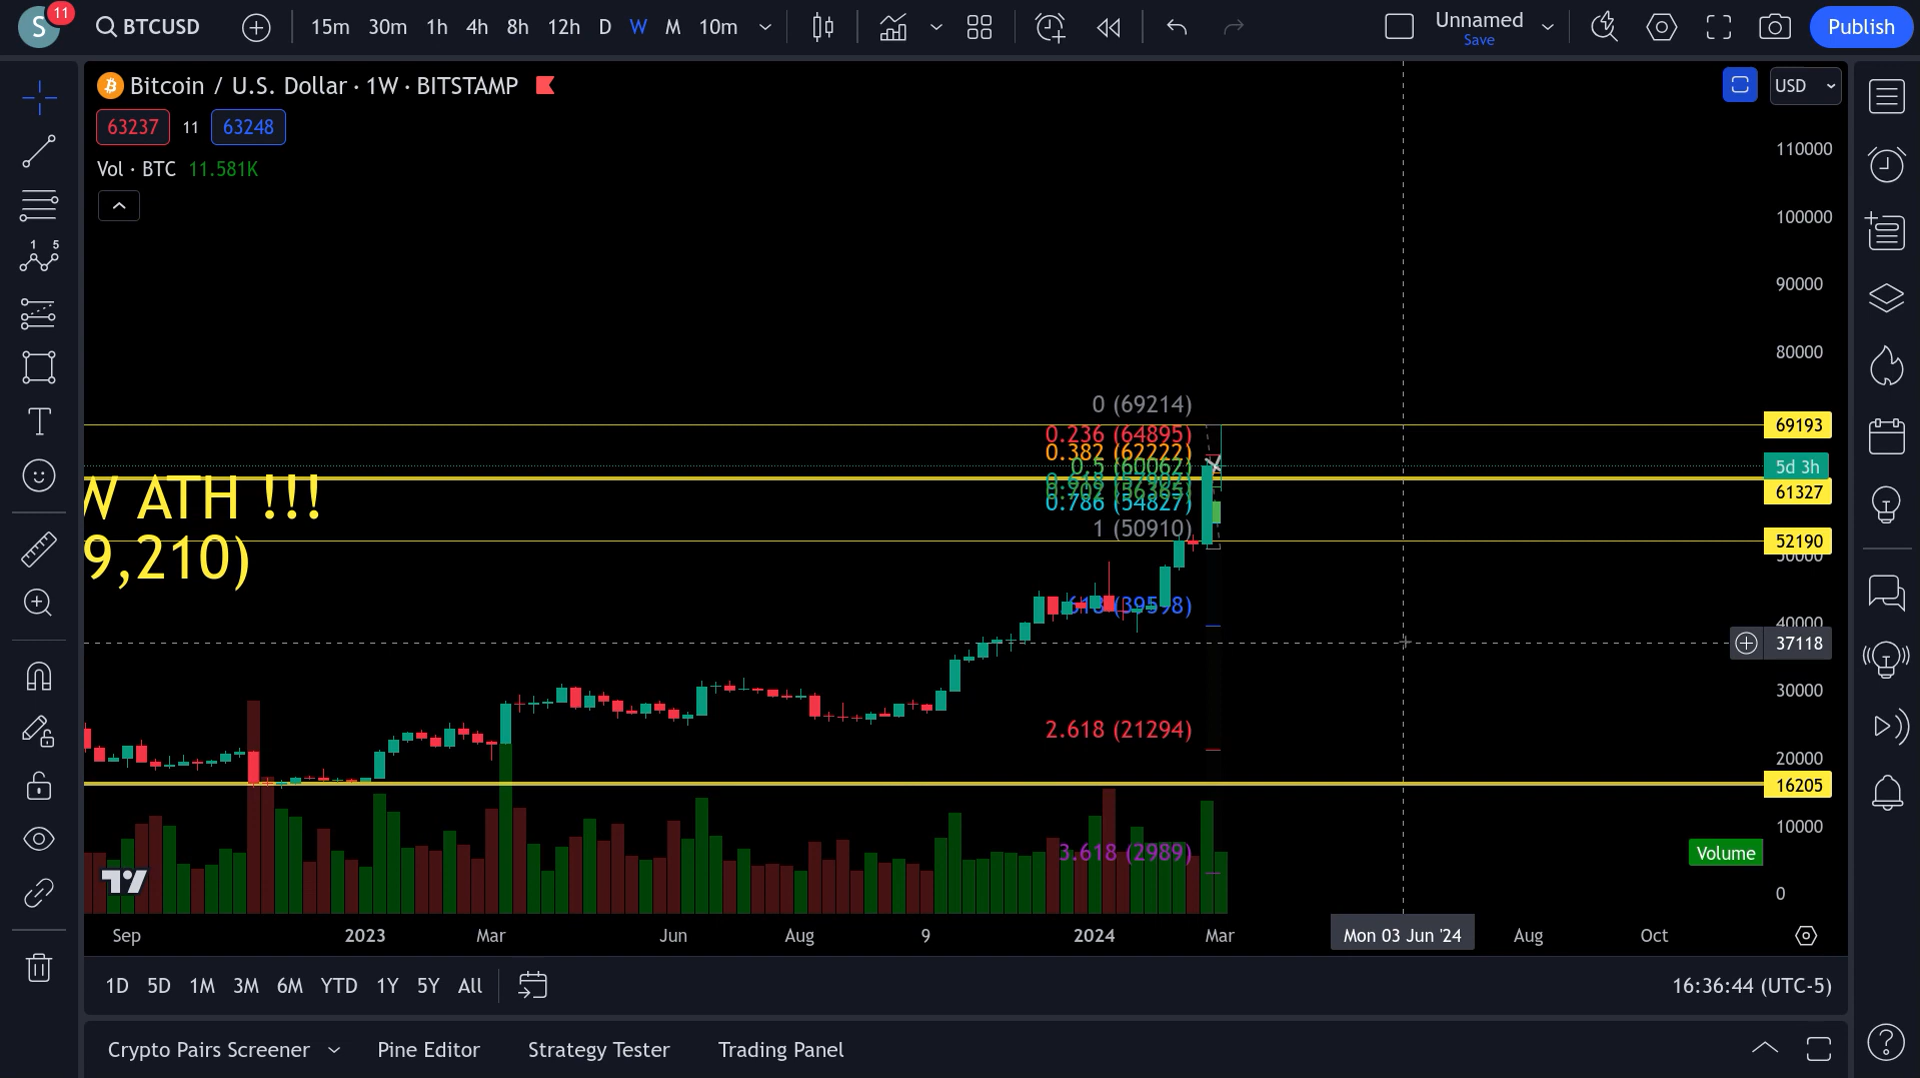 S 11 BTCUSD 15m 30m 1h 4h 8h 12h D W M 10m Unnamed Save Publish
Bitcoin / U.S. Dollar · 1W · BITSTAMP USD
63237 11 63248
Vol · BTC 11.581K
110000
100000
90000
80000
0 (69214)
69193
0.236 (64895)
0.382 (62222)
0.5 (60062)
5d 3h
61327
0.786 (54827)
W ATH !!!
1 (50910)
52190
50000
9,210)
(39598)
40000
37118
30000
2.618 (21294)
20000
16205
10000
3.618 (2989)
Volume
0
Sep 2023 Mar Jun Aug 9 2024 Mar Mon 03 Jun '24 Aug Oct
1D 5D 1M 3M 6M YTD 1Y 5Y All 16:36:44 (UTC-5)
Crypto Pairs Screener Pine Editor Strategy Tester Trading Panel